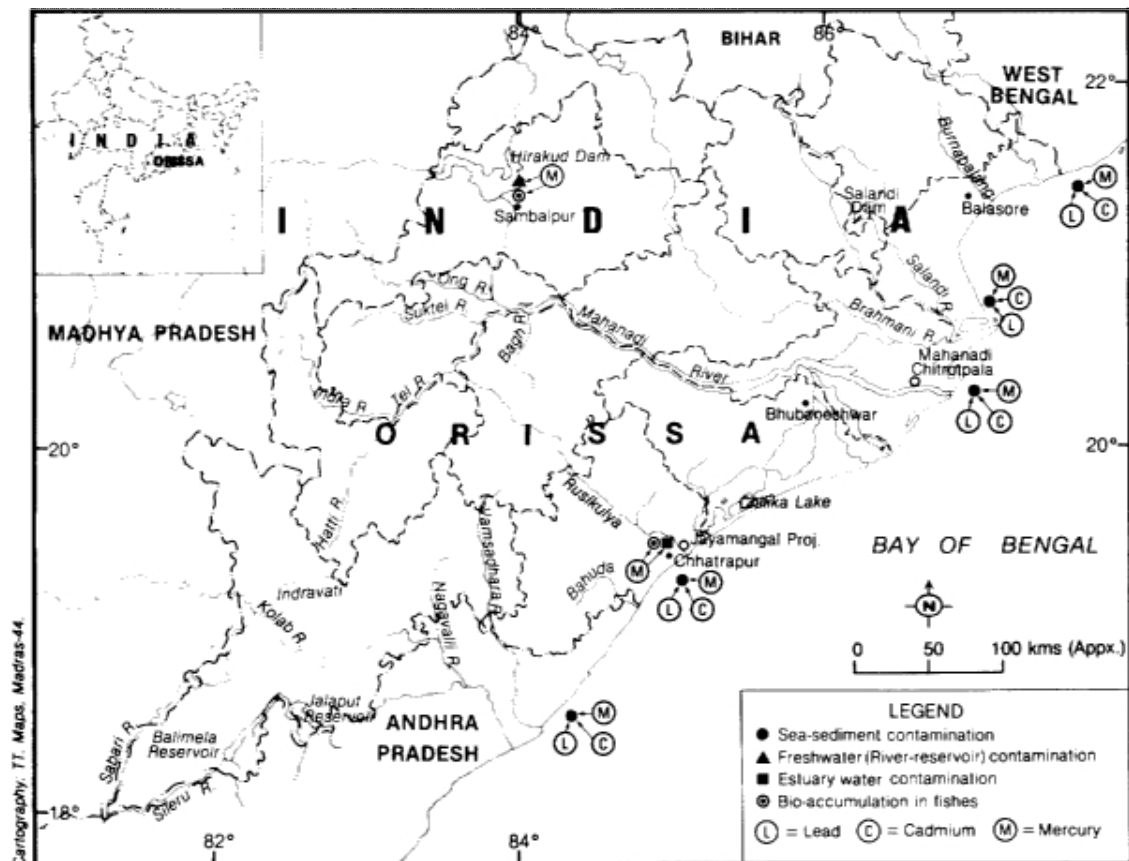 84°
86°
BIHAR
WEST
BENGAL
22°
I N D I A
ORISSA
Hirakud Dam
M
Sambalpur
Burnabalang
Salandi
Dam
Balasore
M
L
C
I N D I A
Salandi R.
M
C
L
Ong R.
Suktel R.
MADHYA PRADESH
Bagh R.
Mahanadi
River
Brahmani R.
Mahanadi
Chitrotpala
M
L
C
Tel R.
Bhubaneshwar
20°
O R I S S A
20°
Hatti R.
Rusikulya
Chilika Lake
Vamsadhara R.
Jayamangal Proj.
BAY OF BENGAL
M
Chhatrapur
Bahuda
M
L
C
Indravati
Kolab R.
Nagavalli R.
N
0 50 100 kms (Appx.)
Jalaput
Reservoir
ANDHRA
PRADESH
M
L
C
Balimela
Reservoir
Sabari R.
Sileru R.
18°
82°
84°
LEGEND
Sea-sediment contamination
Freshwater (River-reservoir) contamination
Estuary water contamination
Bio-accumulation in fishes
L = Lead C = Cadmium M = Mercury
Cartography: TT. Maps, Madras-44.